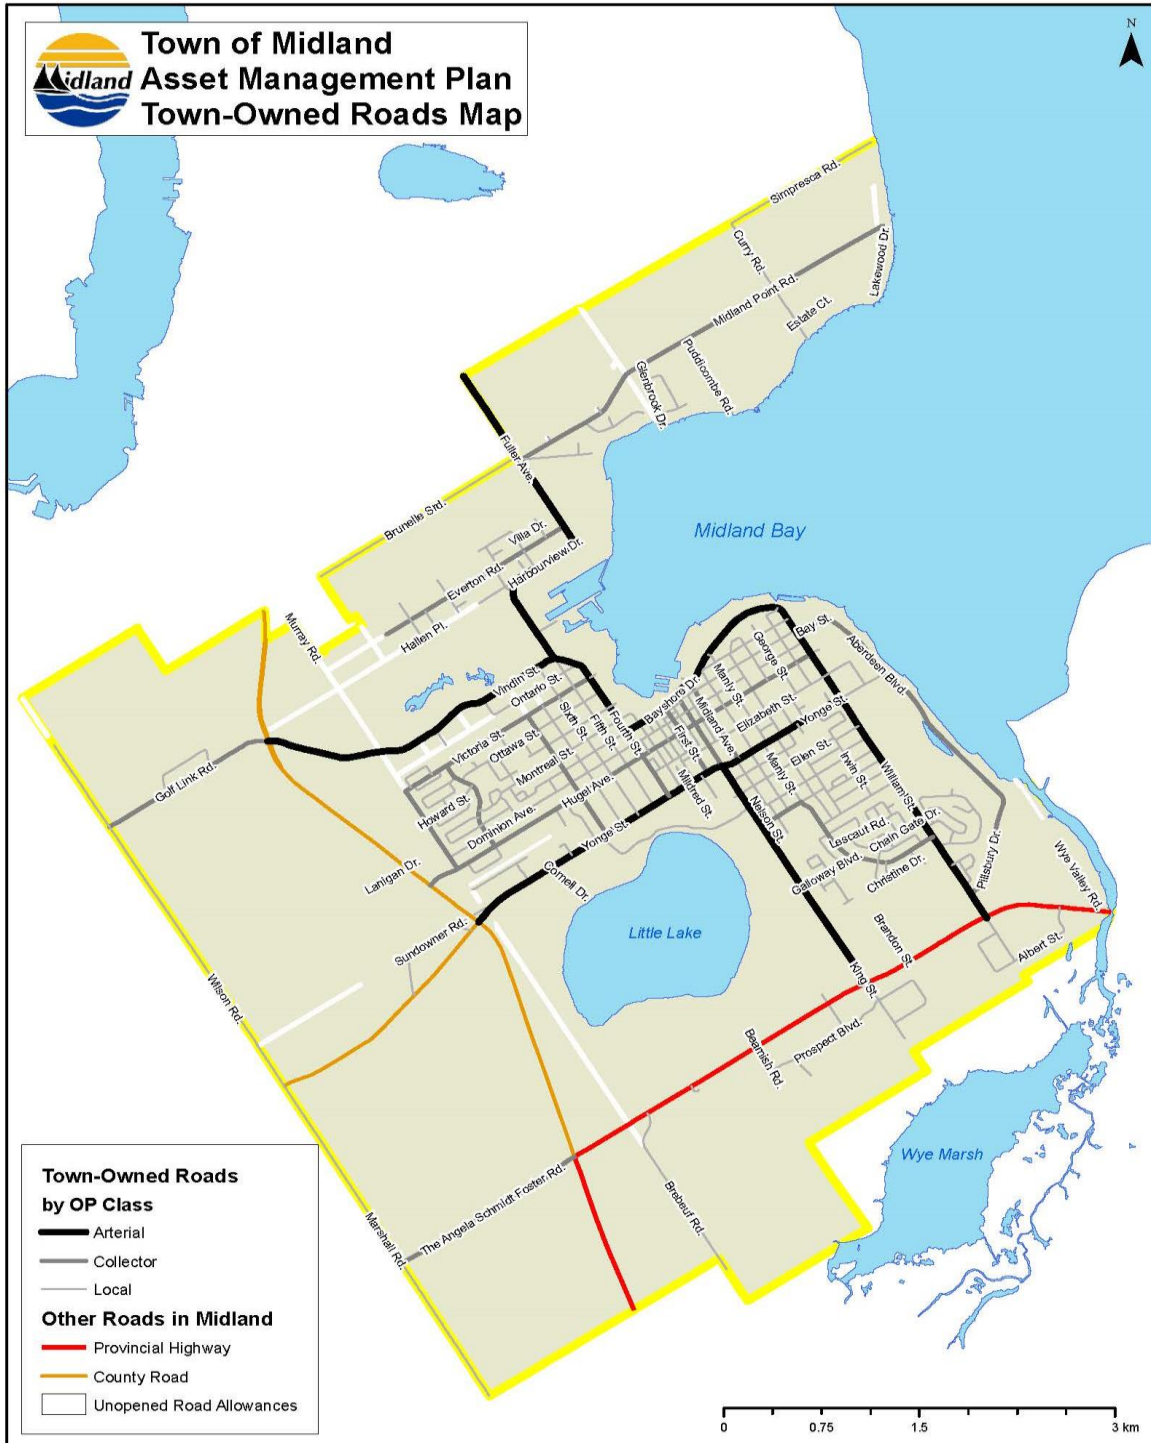 Midland
Town of Midland
Asset Management Plan
Town-Owned Roads Map
N
Simpresca Rd.
Curry Rd.
Lakewood Dr.
Midland Point Rd.
Estate Ct.
Puddicombe Rd.
Glenbrook Dr.
Fuller Ave.
Brunelle Srd.
Midland Bay
Villa Dr.
Harbourview Dr.
Everton Rd.
Hallen Pl.
Murray Rd.
Bay St.
George St.
Aberdeen Blvd.
Vindin St.
Ontario St.
Manly St.
Bayshore Dr.
Midland Ave.
Elizabeth St.
Yonge St.
Sixth St.
Fifth St.
Fourth St.
First St.
Victoria St.
Ottawa St.
Montreal St.
Ellen St.
Manly St.
Irwin St.
William St.
Golf Link Rd.
Howard St.
Hugel Ave.
Mildred St.
Dominion Ave.
Yonge St.
Nelson St.
Lescaut Rd.
Chain Gate Dr.
Lanigan Dr.
Cornell Dr.
Galloway Blvd.
Christine Dr.
Pillsbury Dr.
Wye Valley Rd.
Little Lake
Sundowner Rd.
Brandon St.
Albert St.
King St.
Wilson Rd.
Beamish Rd.
Prospect Blvd.
Wye Marsh
The Angela Schmidt Foster Rd.
Brebeuf Rd.
Marshall Rd.
Town-Owned Roads
by OP Class
Arterial
Collector
Local
Other Roads in Midland
Provincial Highway
County Road
Unopened Road Allowances
0 0.75 1.5 3 km